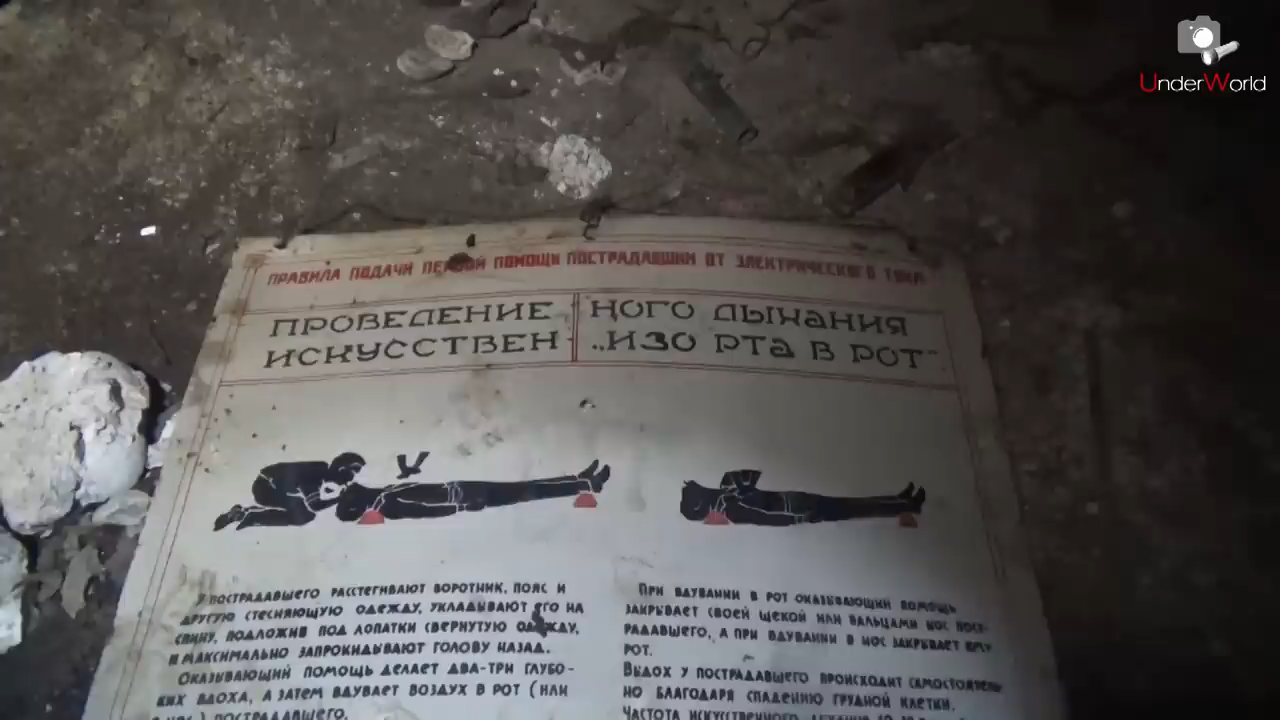 UnderWorld
ПРАВИЛА ПОДАЧИ ПЕРВОЙ ПОМОЩИ ПОСТРАДАВШИМ ОТ ЭЛЕКТРИЧЕСКОГО ТОКА
ПРОВЕДЕНИЕ ИСКУССТВЕН-
НОГО ДЫХАНИЯ „ИЗО РТА В РОТ"
У ПОСТРАДАВШЕГО РАССТЕГИВАЮТ ВОРОТНИК, ПОЯС И
ДРУГУЮ СТЕСНЯЮЩУЮ ОДЕЖДУ, УКЛАДЫВАЮТ ЕГО НА
СПИНУ, ПОДЛОЖИВ ПОД ЛОПАТКИ СВЕРНУТУЮ ОДЕЖДУ,
И МАКСИМАЛЬНО ЗАПРОКИДЫВАЮТ ГОЛОВУ НАЗАД.
ОКАЗЫВАЮЩИЙ ПОМОЩЬ ДЕЛАЕТ ДВА-ТРИ ГЛУБО-
КИХ ВДОХА, А ЗАТЕМ ВДУВАЕТ ВОЗДУХ В РОТ (ИЛИ
В НОС) ПОСТРАДАВШЕГО.
ПРИ ВДУВАНИИ В РОТ ОКАЗЫВАЮЩИЙ ПОМОЩЬ
ЗАКРЫВАЕТ СВОЕЙ ЩЕКОЙ ИЛИ ПАЛЬЦАМИ НОС ПОСТ-
РАДАВШЕГО, А ПРИ ВДУВАНИИ В НОС ЗАКРЫВАЕТ ЕМУ
РОТ.
ВЫДОХ У ПОСТРАДАВШЕГО ПРОИСХОДИТ САМОСТОЯТЕЛЬ-
НО БЛАГОДАРЯ СПАДЕНИЮ ГРУДНОЙ КЛЕТКИ.
ЧАСТОТА ИСКУССТВЕННОГО ДЫХАНИЯ